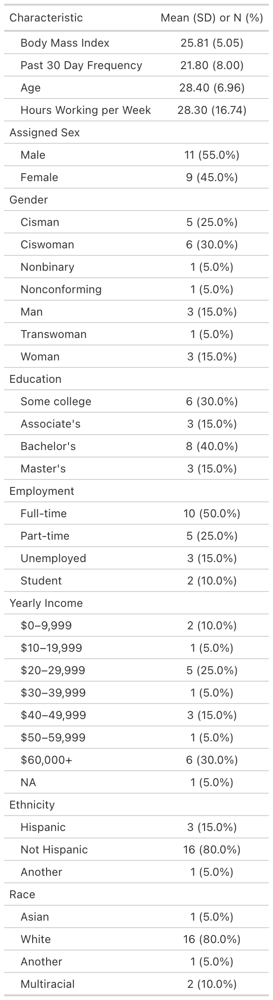 Characteristic Mean (SD) or N (%)
Body Mass Index 25.81 (5.05)
Past 30 Day Frequency 21.80 (8.00)
Age 28.40 (6.96)
Hours Working per Week 28.30 (16.74)
Assigned Sex
Male 11 (55.0%)
Female 9 (45.0%)
Gender
Cisman 5 (25.0%)
Ciswoman 6 (30.0%)
Nonbinary 1 (5.0%)
Nonconforming 1 (5.0%)
Man 3 (15.0%)
Transwoman 1 (5.0%)
Woman 3 (15.0%)
Education
Some college 6 (30.0%)
Associate's 3 (15.0%)
Bachelor's 8 (40.0%)
Master's 3 (15.0%)
Employment
Full-time 10 (50.0%)
Part-time 5 (25.0%)
Unemployed 3 (15.0%)
Student 2 (10.0%)
Yearly Income
$0–9,999 2 (10.0%)
$10–19,999 1 (5.0%)
$20–29,999 5 (25.0%)
$30–39,999 1 (5.0%)
$40–49,999 3 (15.0%)
$50–59,999 1 (5.0%)
$60,000+ 6 (30.0%)
NA 1 (5.0%)
Ethnicity
Hispanic 3 (15.0%)
Not Hispanic 16 (80.0%)
Another 1 (5.0%)
Race
Asian 1 (5.0%)
White 16 (80.0%)
Another 1 (5.0%)
Multiracial 2 (10.0%)